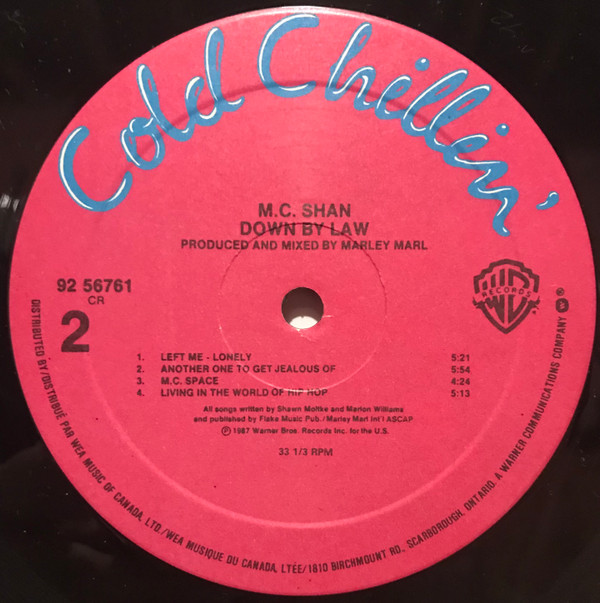 Cold Chillin'
M.C. SHAN
DOWN BY LAW
PRODUCED AND MIXED BY MARLEY MARL
92 56761
CR
2
WB
RECORDS
1. LEFT ME - LONELY 5:21
2. ANOTHER ONE TO GET JEALOUS OF 5:54
3. M.C. SPACE 4:24
4. LIVING IN THE WORLD OF HIP HOP 5:13
All songs written by Shawn Moltke and Marlon Williams
and published by Flake Music Pub./Marley Marl Int'l ASCAP
℗ 1987 Warner Bros. Records Inc. for the U.S.
33 1/3 RPM
DISTRIBUTED BY/DISTRIBUÉ PAR WEA MUSIC OF CANADA, LTD./WEA MUSIQUE DU CANADA, LTÉE/1810 BIRCHMOUNT RD., SCARBOROUGH, ONTARIO. A WARNER COMMUNICATIONS COMPANY